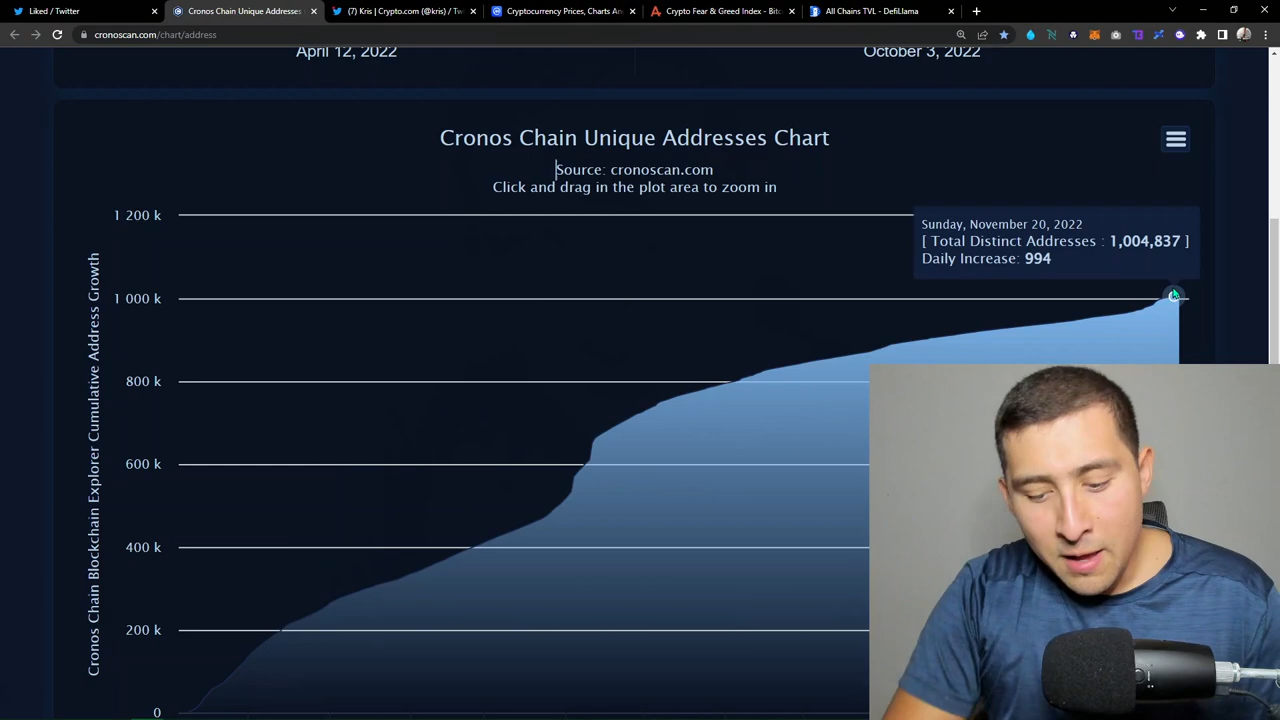 Liked / Twitter
Cronos Chain Unique Addresses
(7) Kris | Crypto.com (@kris) / Tw
Cryptocurrency Prices, Charts An
Crypto Fear & Greed Index - Bitc
All Chains TVL - DefiLlama
cronoscan.com/chart/address
April 12, 2022
October 3, 2022
Cronos Chain Unique Addresses Chart
Source: cronoscan.com
Click and drag in the plot area to zoom in
Sunday, November 20, 2022
[ Total Distinct Addresses : 1,004,837 ]
Daily Increase: 994
Cronos Chain Blockchain Explorer Cumulative Address Growth
1 200 k
1 000 k
800 k
600 k
400 k
200 k
0